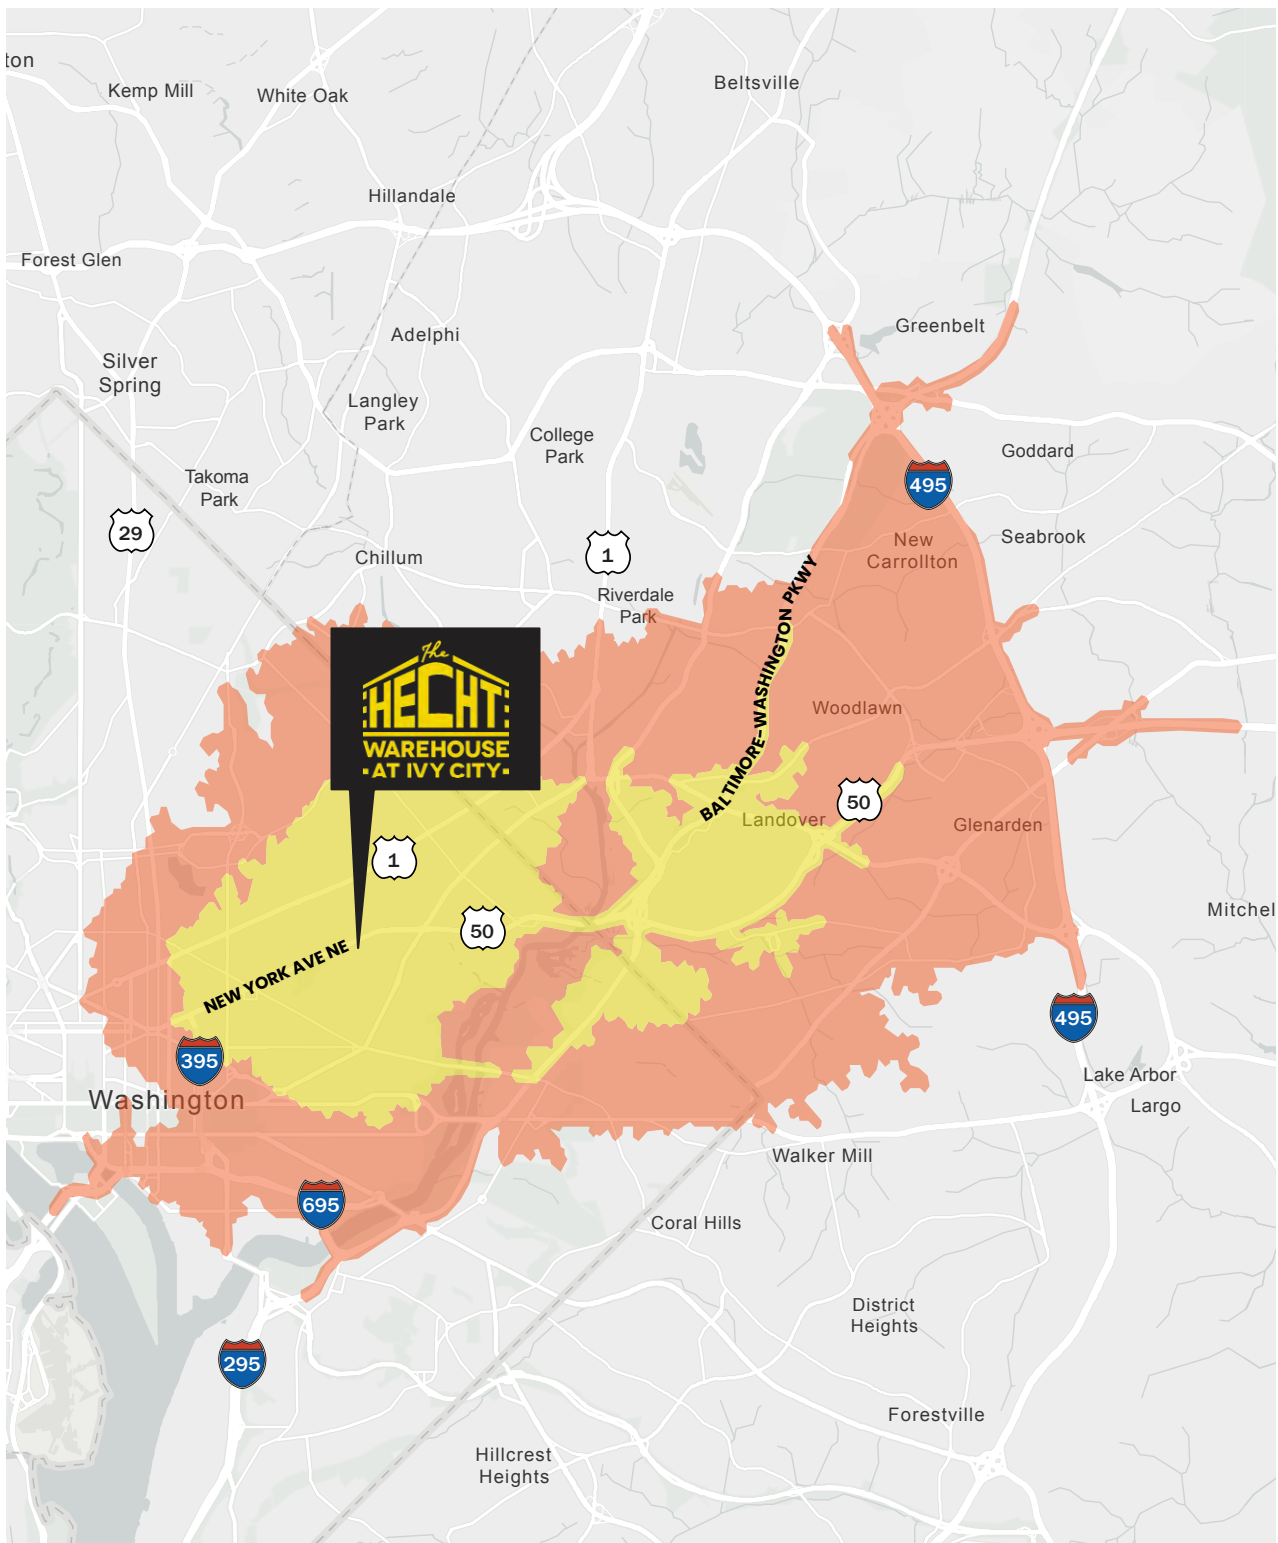 ton
Kemp Mill
White Oak
Beltsville
Hillandale
Forest Glen
Greenbelt
Adelphi
Silver
Spring
Langley
Park
College
Park
Goddard
Takoma
Park
495
29
New
Carrollton
Seabrook
1
Chillum
Riverdale
Park
BALTIMORE-WASHINGTON PKWY
The
HECHT
WAREHOUSE
AT IVY CITY
Woodlawn
50
Landover
Glenarden
1
Mitchel
50
NEW YORK AVE NE
495
395
Lake Arbor
Washington
Largo
Walker Mill
695
Coral Hills
District
Heights
295
Forestville
Hillcrest
Heights